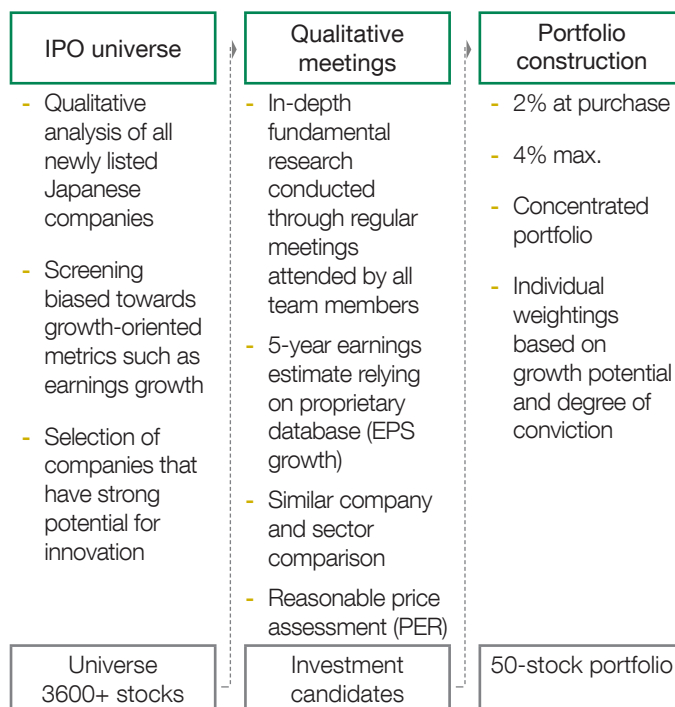 IPO universe
- Qualitative
analysis of all
newly listed
Japanese
companies
- Screening
biased towards
growth-oriented
metrics such as
earnings growth
- Selection of
companies that
have strong
potential for
innovation
Universe
3600+ stocks
Qualitative
meetings
- In-depth
fundamental
research
conducted
through regular
meetings
attended by all
team members
- 5-year earnings
estimate relying
on proprietary
database (EPS
growth)
- Similar company
and sector
comparison
- Reasonable price
assessment (PER)
Investment
candidates
Portfolio
construction
- 2% at purchase
- 4% max.
- Concentrated
portfolio
- Individual
weightings
based on
growth potential
and degree of
conviction
50-stock portfolio